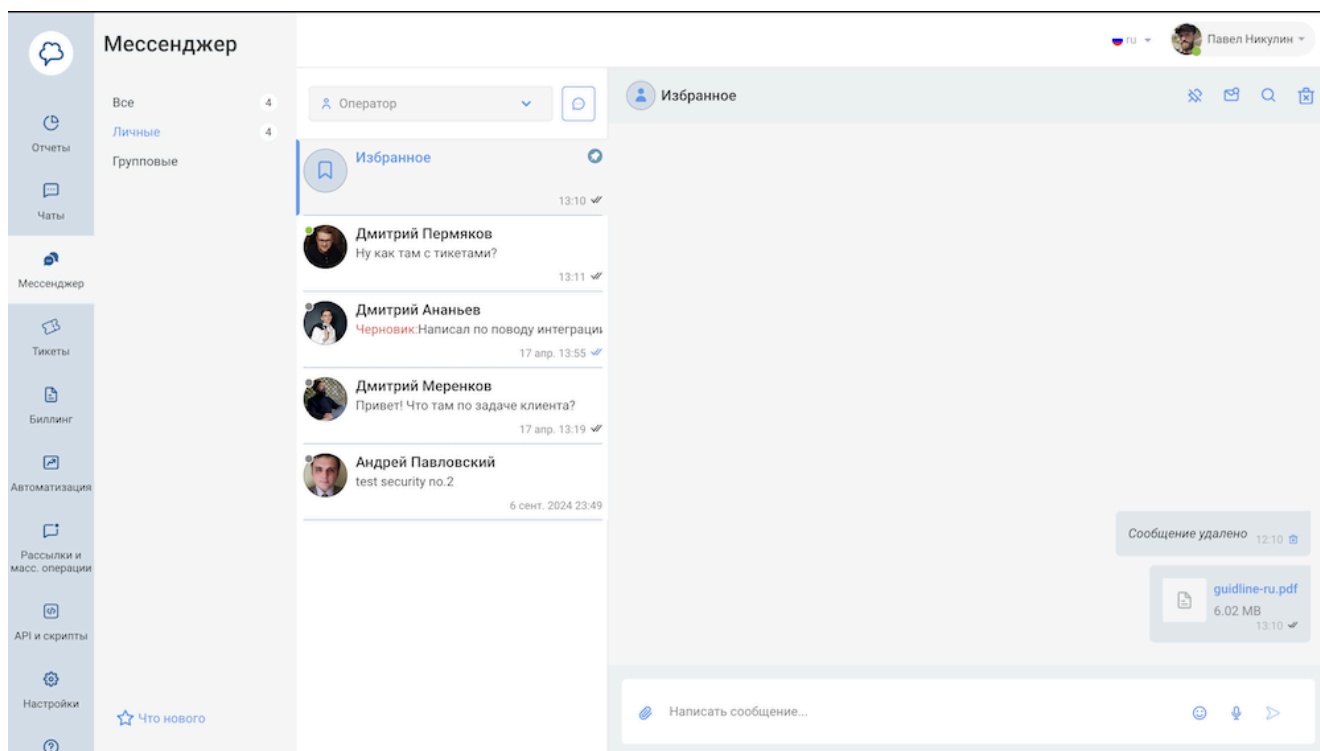 Мессенджер
ru
Павел Никулин
Отчеты
Чаты
Мессенджер
Тикеты
Биллинг
Автоматизация
Рассылки и
масс. операции
API и скрипты
Настройки
Все 4
Личные 4
Групповые
Что нового
Оператор
Избранное
13:10
Дмитрий Пермяков
Ну как там с тикетами?
13:11
Дмитрий Ананьев
Черновик:Написал по поводу интеграции
17 апр. 13:55
Дмитрий Меренков
Привет! Что там по задаче клиента?
17 апр. 13:19
Андрей Павловский
test security no.2
6 сент. 2024 23:49
Избранное
Сообщение удалено 12:10
guidline-ru.pdf
6.02 MB
13:10
Написать сообщение...